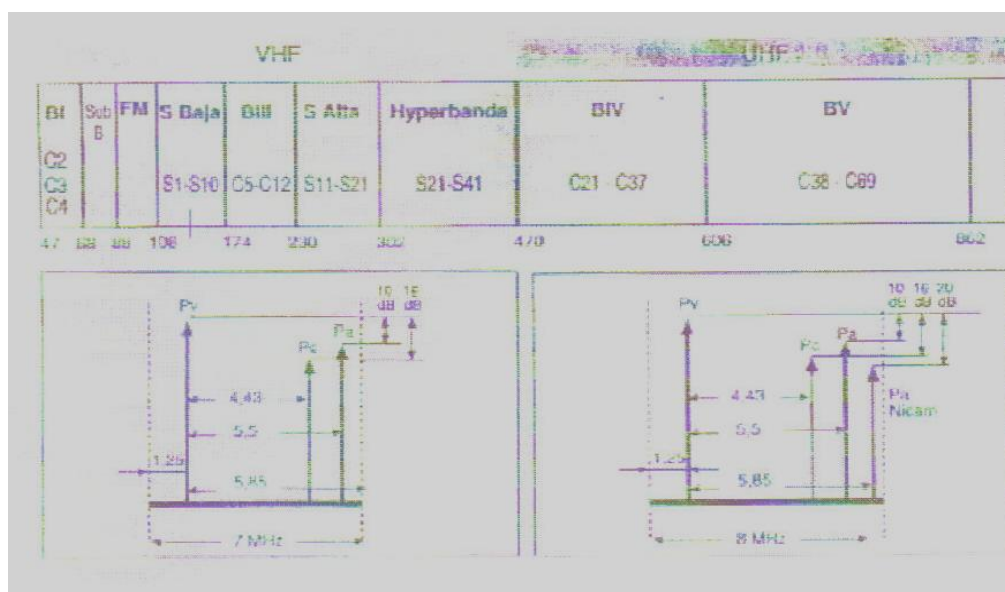 VHF UHF
BI Sub B FM S Baja BIII S Alta Hyperbanda BIV BV
C2
C3 S1-S10 C5-C12 S11-S21 S21-S41 C21 - C37 C38 - C69
C4
47 68 88 108 174 230 302 470 606 862
10 16
dB dB
Pv
Pa
Pc
4,43
5,5
1,25
5,85
7 MHz
10 16 20
dB dB dB
Pv
Pa
Pc
4,43
Pa
Nicam
5,5
1,25
5,85
8 MHz